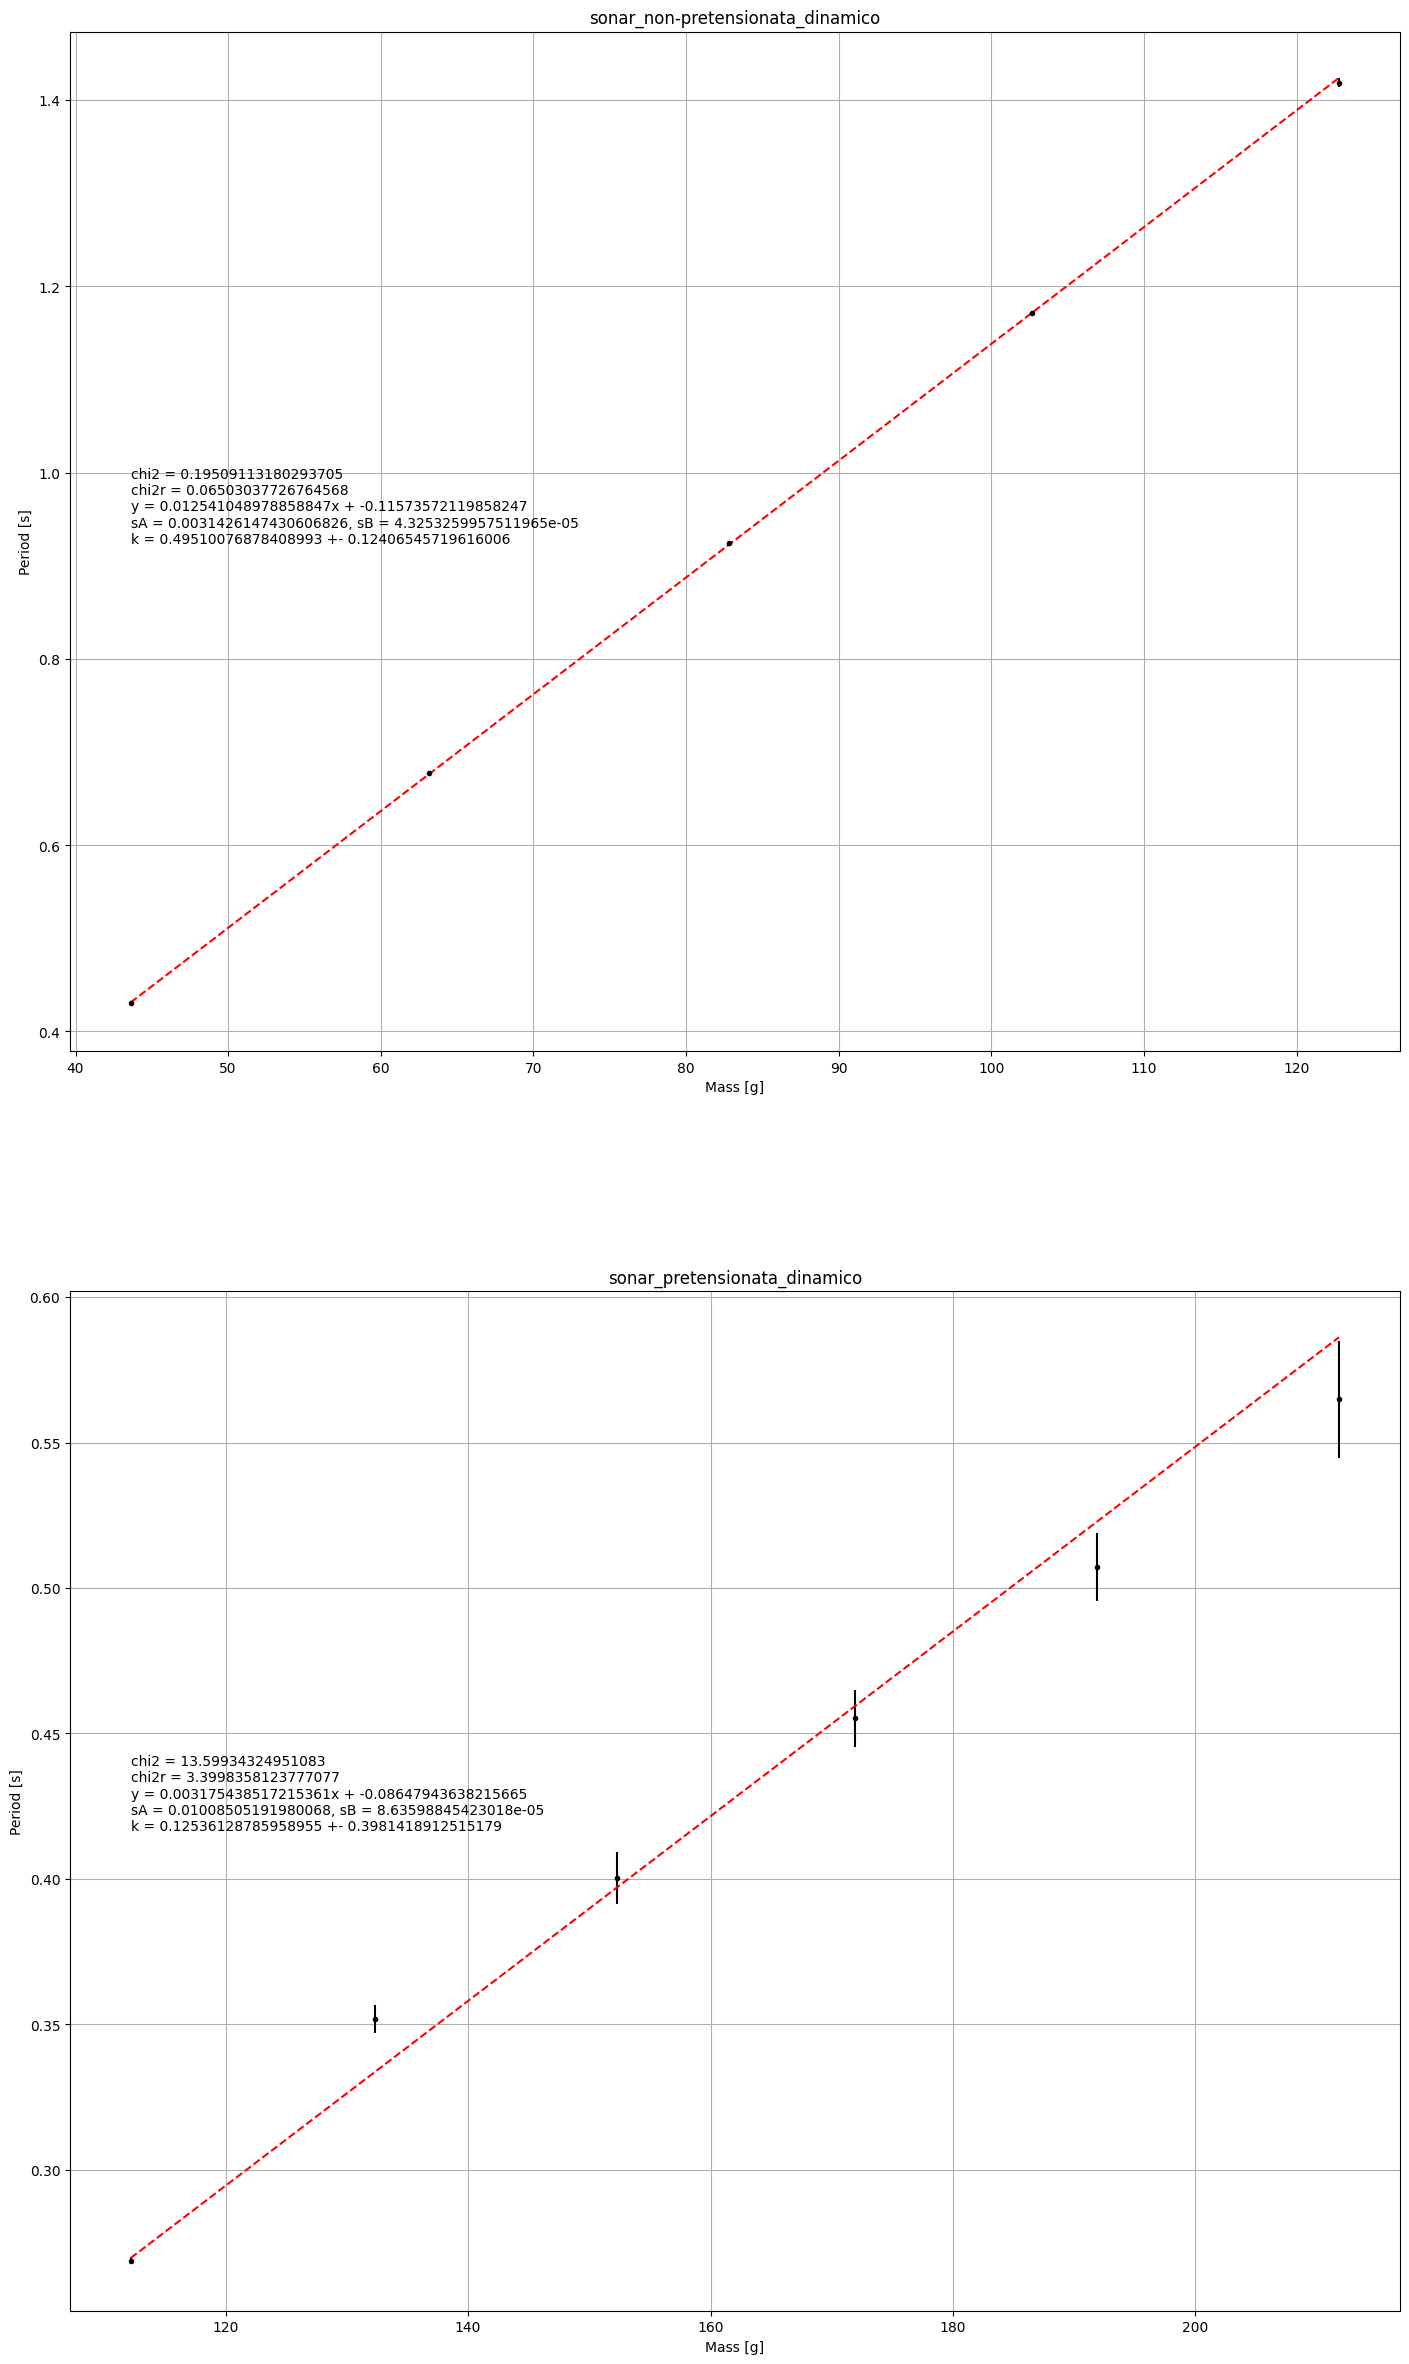 sonar_non-pretensionata_dinamico
1.4
1.2
1.0
0.8
0.6
0.4
Period [s]
chi2 = 0.19509113180293705
chi2r = 0.06503037726764568
y = 0.012541048978858847x + -0.11573572119858247
sA = 0.0031426147430606826, sB = 4.3253259957511965e-05
k = 0.49510076878408993 +- 0.12406545719616006
40 50 60 70 80 90 100 110 120
Mass [g]
sonar_pretensionata_dinamico
0.60
0.55
0.50
0.45
0.40
0.35
0.30
Period [s]
chi2 = 13.59934324951083
chi2r = 3.3998358123777077
y = 0.003175438517215361x + -0.08647943638215665
sA = 0.01008505191980068, sB = 8.63598845423018e-05
k = 0.12536128785958955 +- 0.3981418912515179
120 140 160 180 200
Mass [g]